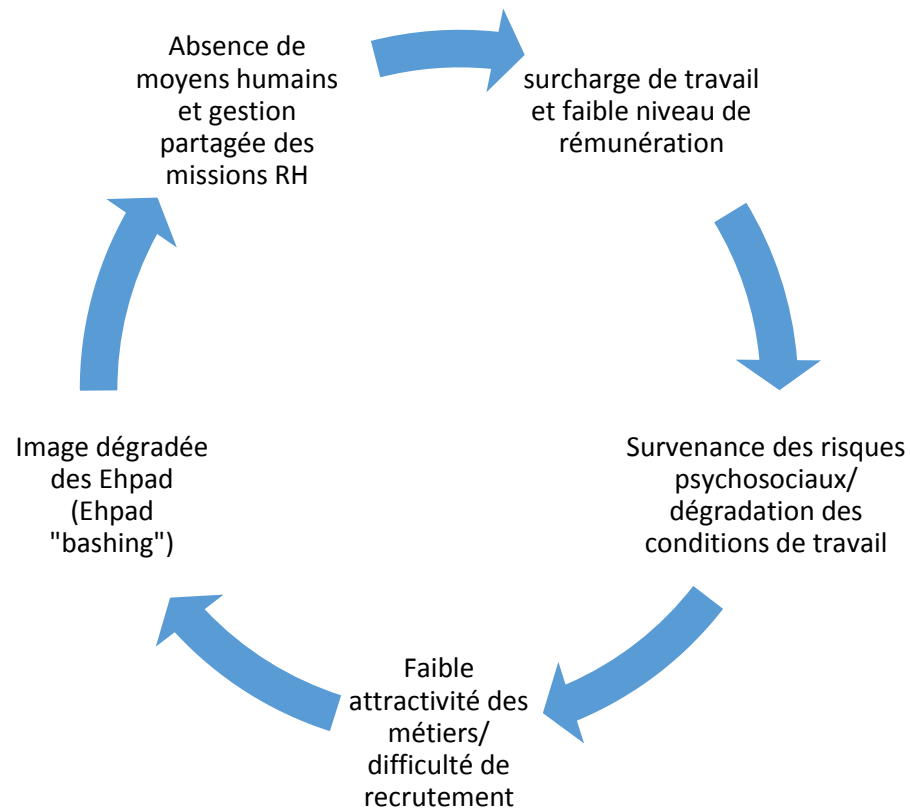 Absence de
moyens humains
et gestion
partagée des
missions RH
surcharge de travail
et faible niveau de
rémunération
Survenance des risques
psychosociaux/
dégradation des
conditions de travail
Faible
attractivité des
métiers/
difficulté de
recrutement
Image dégradée
des Ehpad
(Ehpad
"bashing")